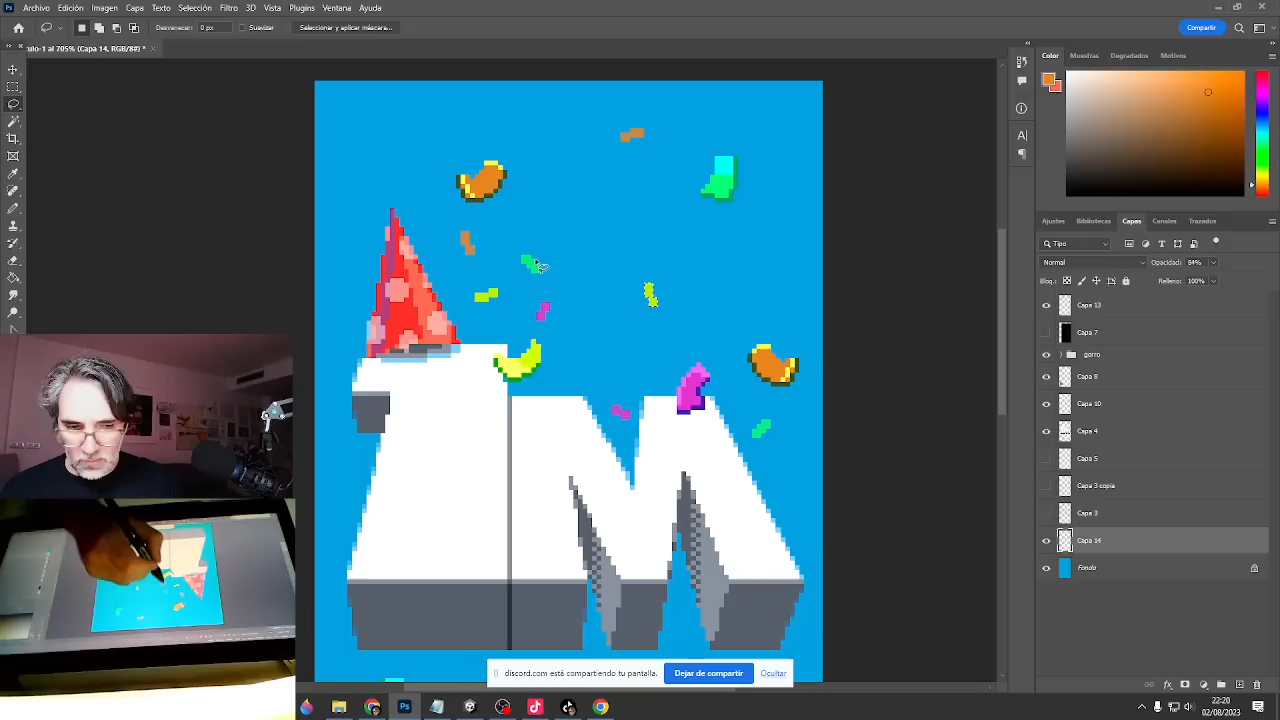 Ps Archivo Edición Imagen Capa Texto Selección Filtro 3D Vista Plugins Ventana Ayuda
Desvanecer: 0 px Suavizar Seleccionar y aplicar máscara...
Compartir
ulo-1 al 705% (Capa 14, RGB/8#) * ×
Color Muestras Degradados Motivos
Ajustes Bibliotecas Capas Canales Trazados
Tipo
Normal Opacidad: 84%
Bloq.: Relleno: 100%
Capa 13
Capa 7
gorro
Capa 8
Capa 10
Capa 4
Capa 5
Capa 3 copia
Capa 3
Capa 14
Fondo
discord.com está compartiendo tu pantalla. Dejar de compartir Ocultar
22:20
02/08/2023